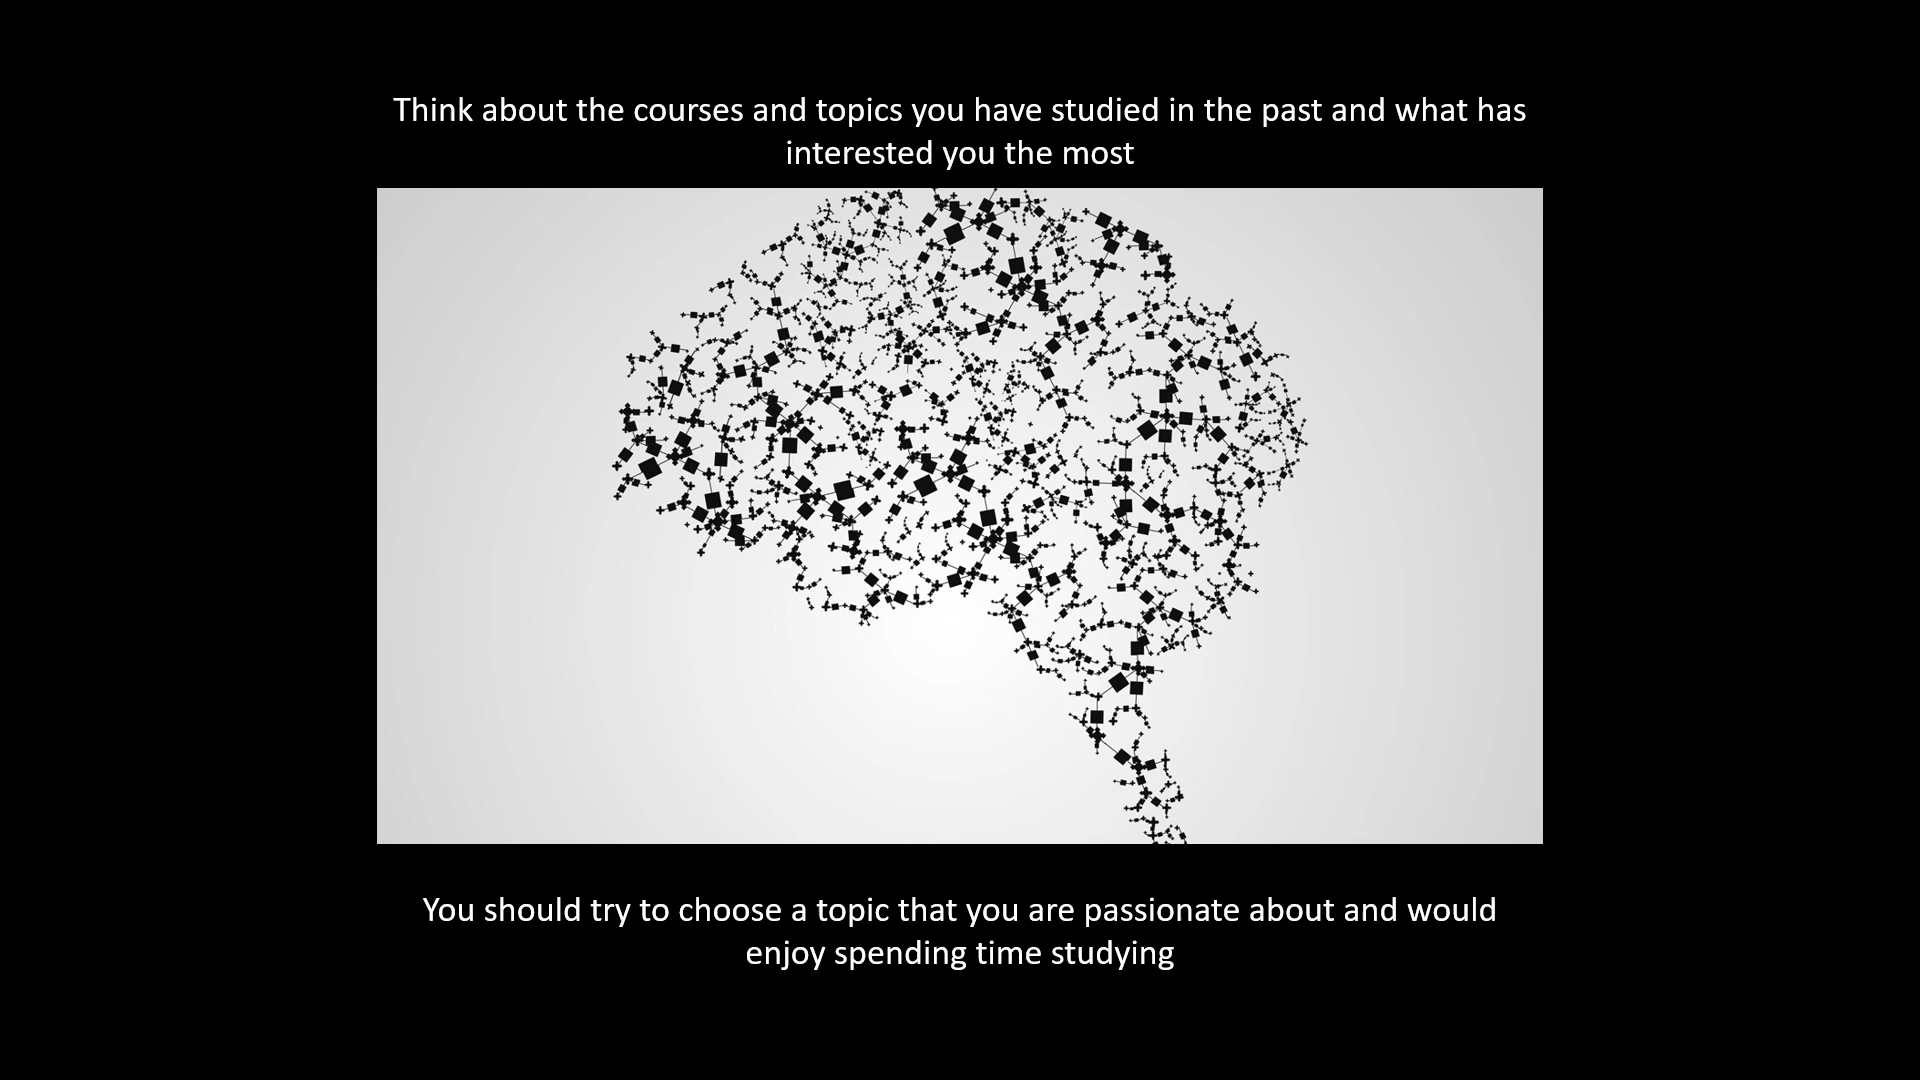 Think about the courses and topics you have studied in the past and what has
interested you the most
You should try to choose a topic that you are passionate about and would
enjoy spending time studying